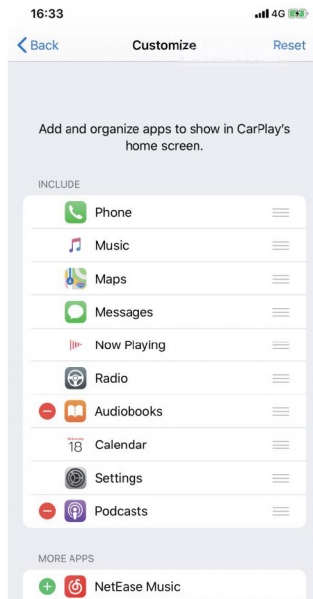 16:33
4G
Back
Customize
Reset
Add and organize apps to show in CarPlay's
home screen.
INCLUDE
Phone
Music
Maps
Messages
Now Playing
Radio
Audiobooks
18
Calendar
Settings
Podcasts
MORE APPS
NetEase Music